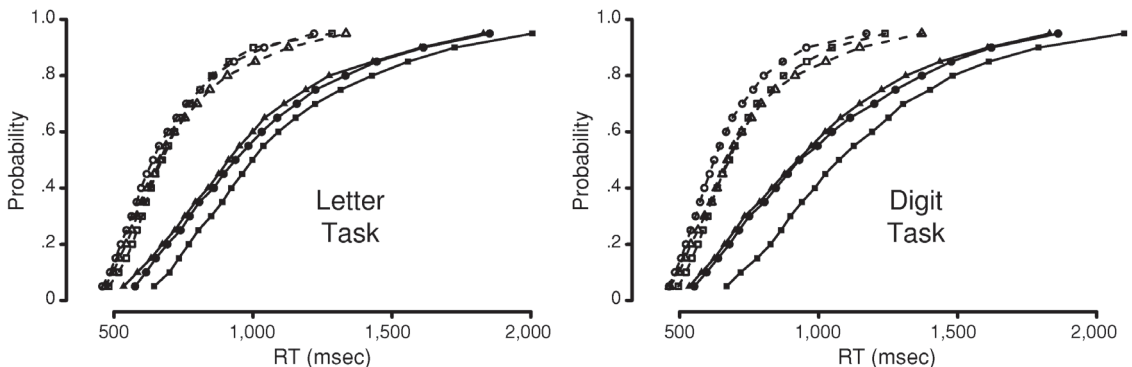 Probability
1.0
.8
.6
.4
.2
0
Letter
Task
500
1,000
1,500
2,000
RT (msec)
Probability
1.0
.8
.6
.4
.2
0
Digit
Task
500
1,000
1,500
2,000
RT (msec)